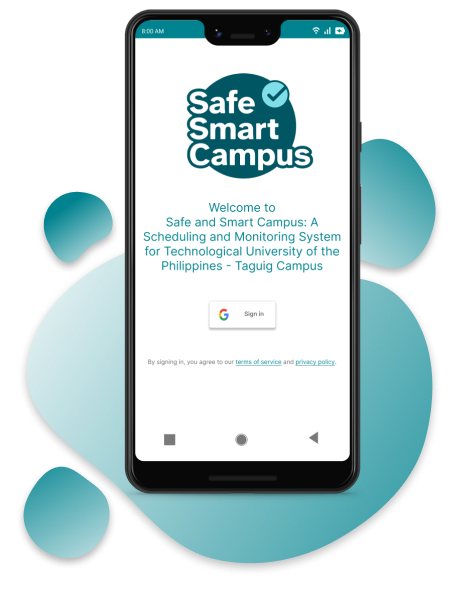 8:00 AM
Safe
Smart
Campus
Welcome to
Safe and Smart Campus: A
Scheduling and Monitoring System
for Technological University of the
Philippines - Taguig Campus
G Sign in
By signing in, you agree to our terms of service and privacy policy.